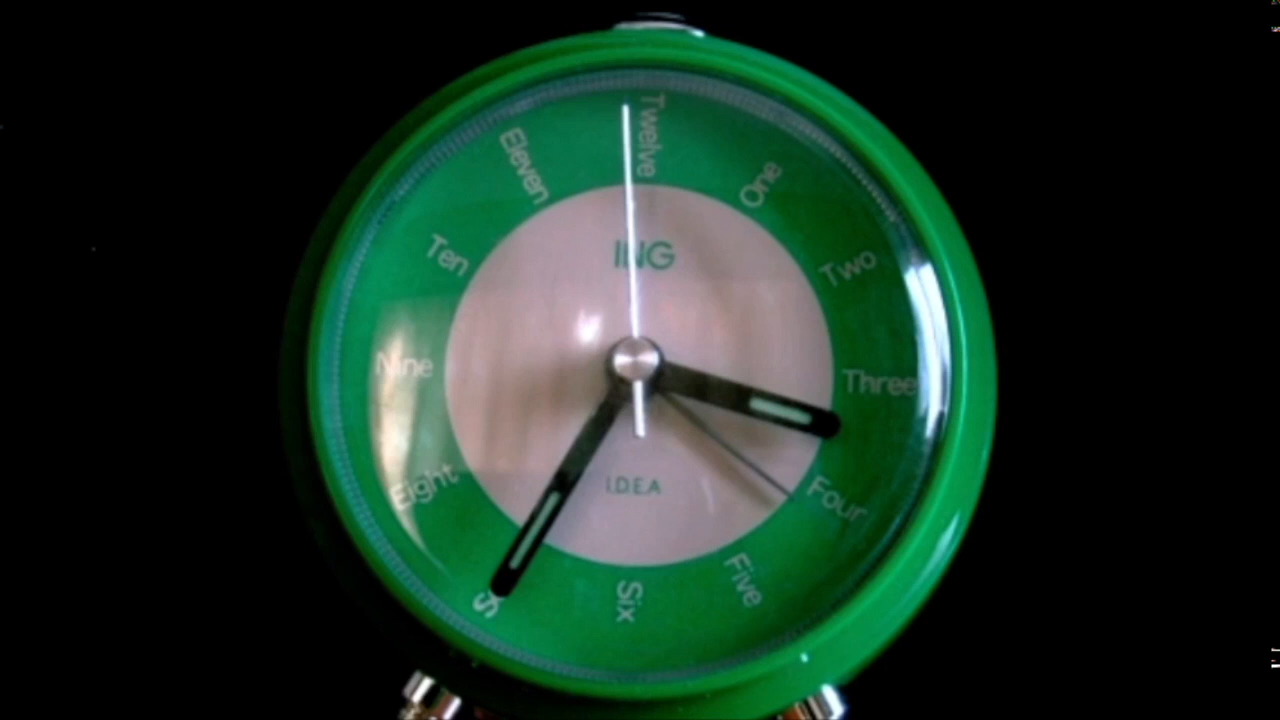 Twelve
One
Two
Three
Four
Five
Six
Eight
Nine
Ten
Eleven
ING
I.D.E.A